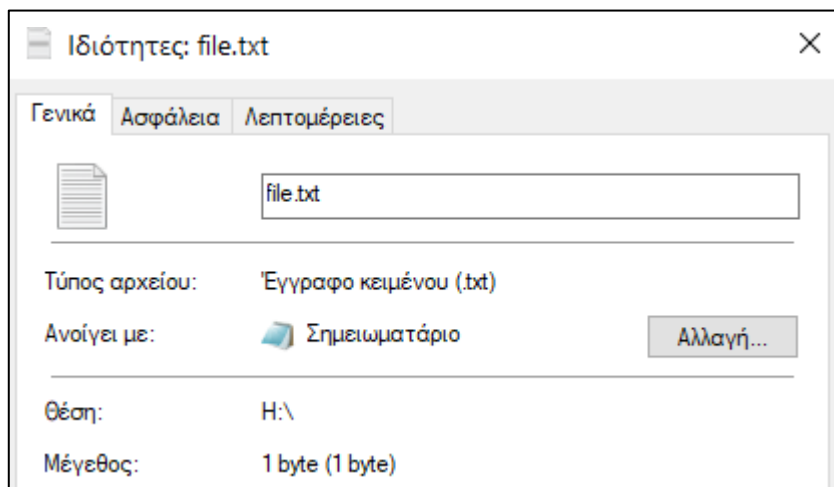 Ιδιότητες: file.txt
Γενικά Ασφάλεια Λεπτομέρειες
file.txt
Τύπος αρχείου: Έγγραφο κειμένου (.txt)
Ανοίγει με: Σημειωματάριο Αλλαγή...
Θέση: H:\
Μέγεθος: 1 byte (1 byte)